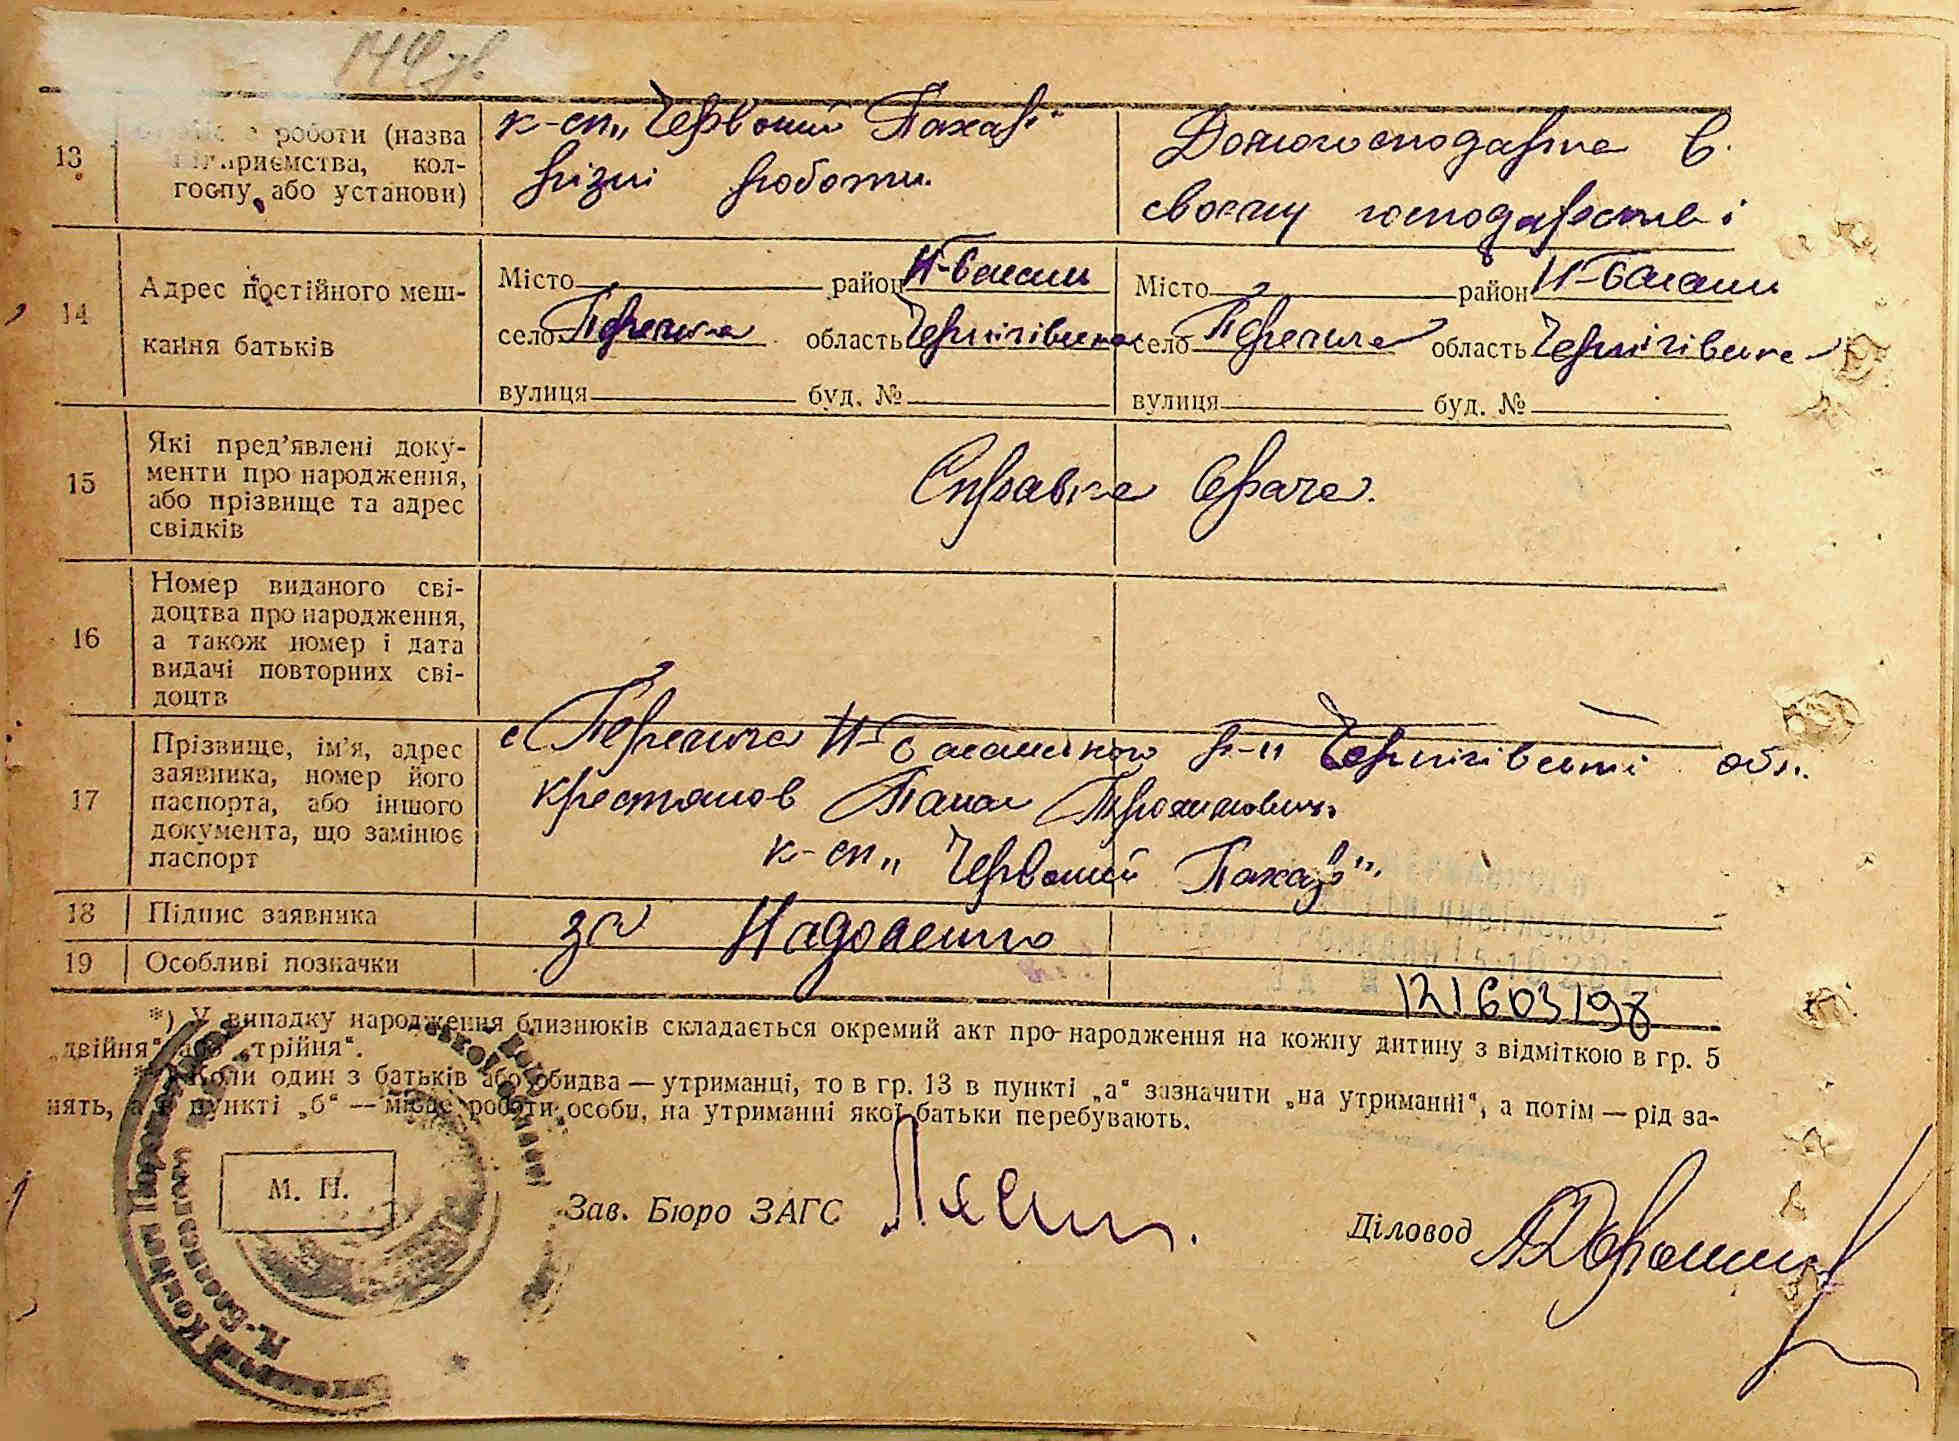 144 зв
13
роботи (назва
підприємства, кол-
госпу, або установи)
к-сп „Червоний Пахар"
різні роботи.
Домогосподарка в
своєму господарстві
14
Адрес постійного меш-
кання батьків
Місто район Н-Басань
село область Чернігівська
вулиця буд. №
Місто район Н-Басань
село область Чернігівська
вулиця буд. №
15
Які пред'явлені доку-
менти про народження,
або прізвище та адрес
свідків
Справка врача.
16
Номер виданого сві-
доцтва про народження,
а також номер і дата
видачі повторних сві-
доцтв
17
Прізвище, ім'я, адрес
заявника, номер його
паспорта, або іншого
документа, що замінює
паспорт
с Н-Басанського р-н Чернігівської обл.
к-сп „Червоний Пахар".
18
Підпис заявника
за
19
Особливі позначки
121603198
*) У випадку народження близнюків складається окремий акт про народження на кожну дитину з відміткою в гр. 5
„двійня" або „трійня".
Коли один з батьків або обидва — утриманці, то в гр. 13 в пункті „а" зазначити „на утриманні", а потім — рід за-
нять, а в пункті „б" — місце роботи особи, на утриманні якої батьки перебувають.
М. П.
Зав. Бюро ЗАГС
Діловод